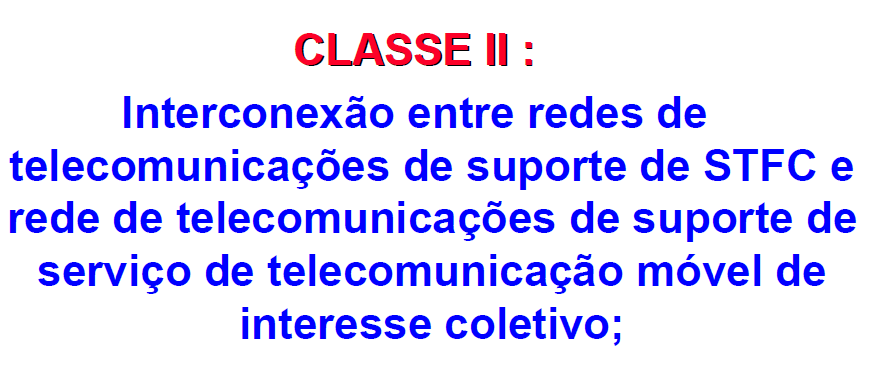 CLASSE II :
Interconexão entre redes de
telecomunicações de suporte de STFC e
rede de telecomunicações de suporte de
serviço de telecomunicação móvel de
interesse coletivo;